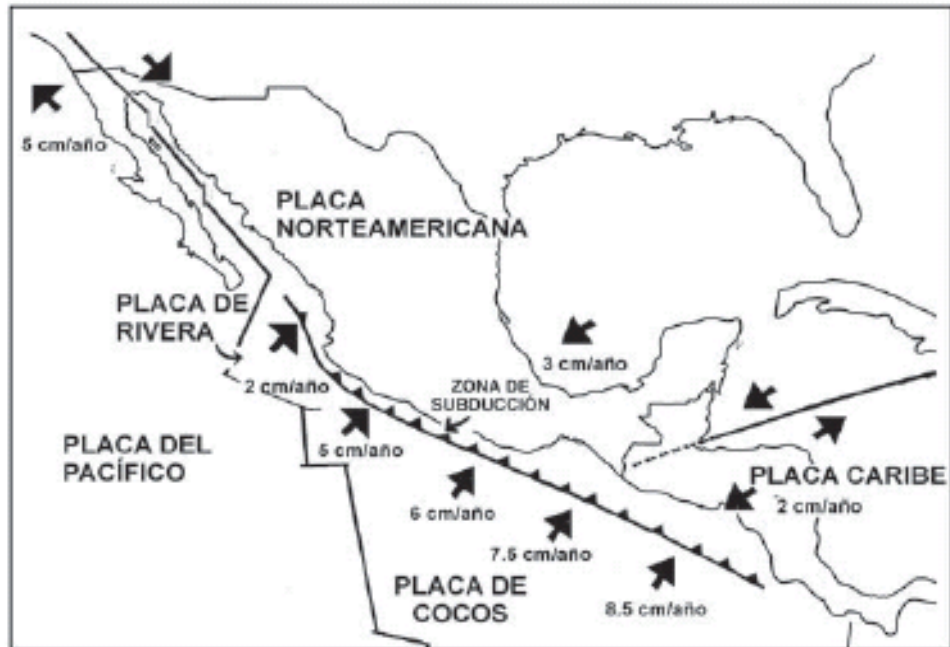 5 cm/año
PLACA
NORTEAMERICANA
PLACA DE
RIVERA
3 cm/año
2 cm/año
ZONA DE
SUBDUCCIÓN
5 cm/año
PLACA DEL
PACÍFICO
PLACA CARIBE
2 cm/año
6 cm/año
7.5 cm/año
PLACA DE
COCOS
8.5 cm/año